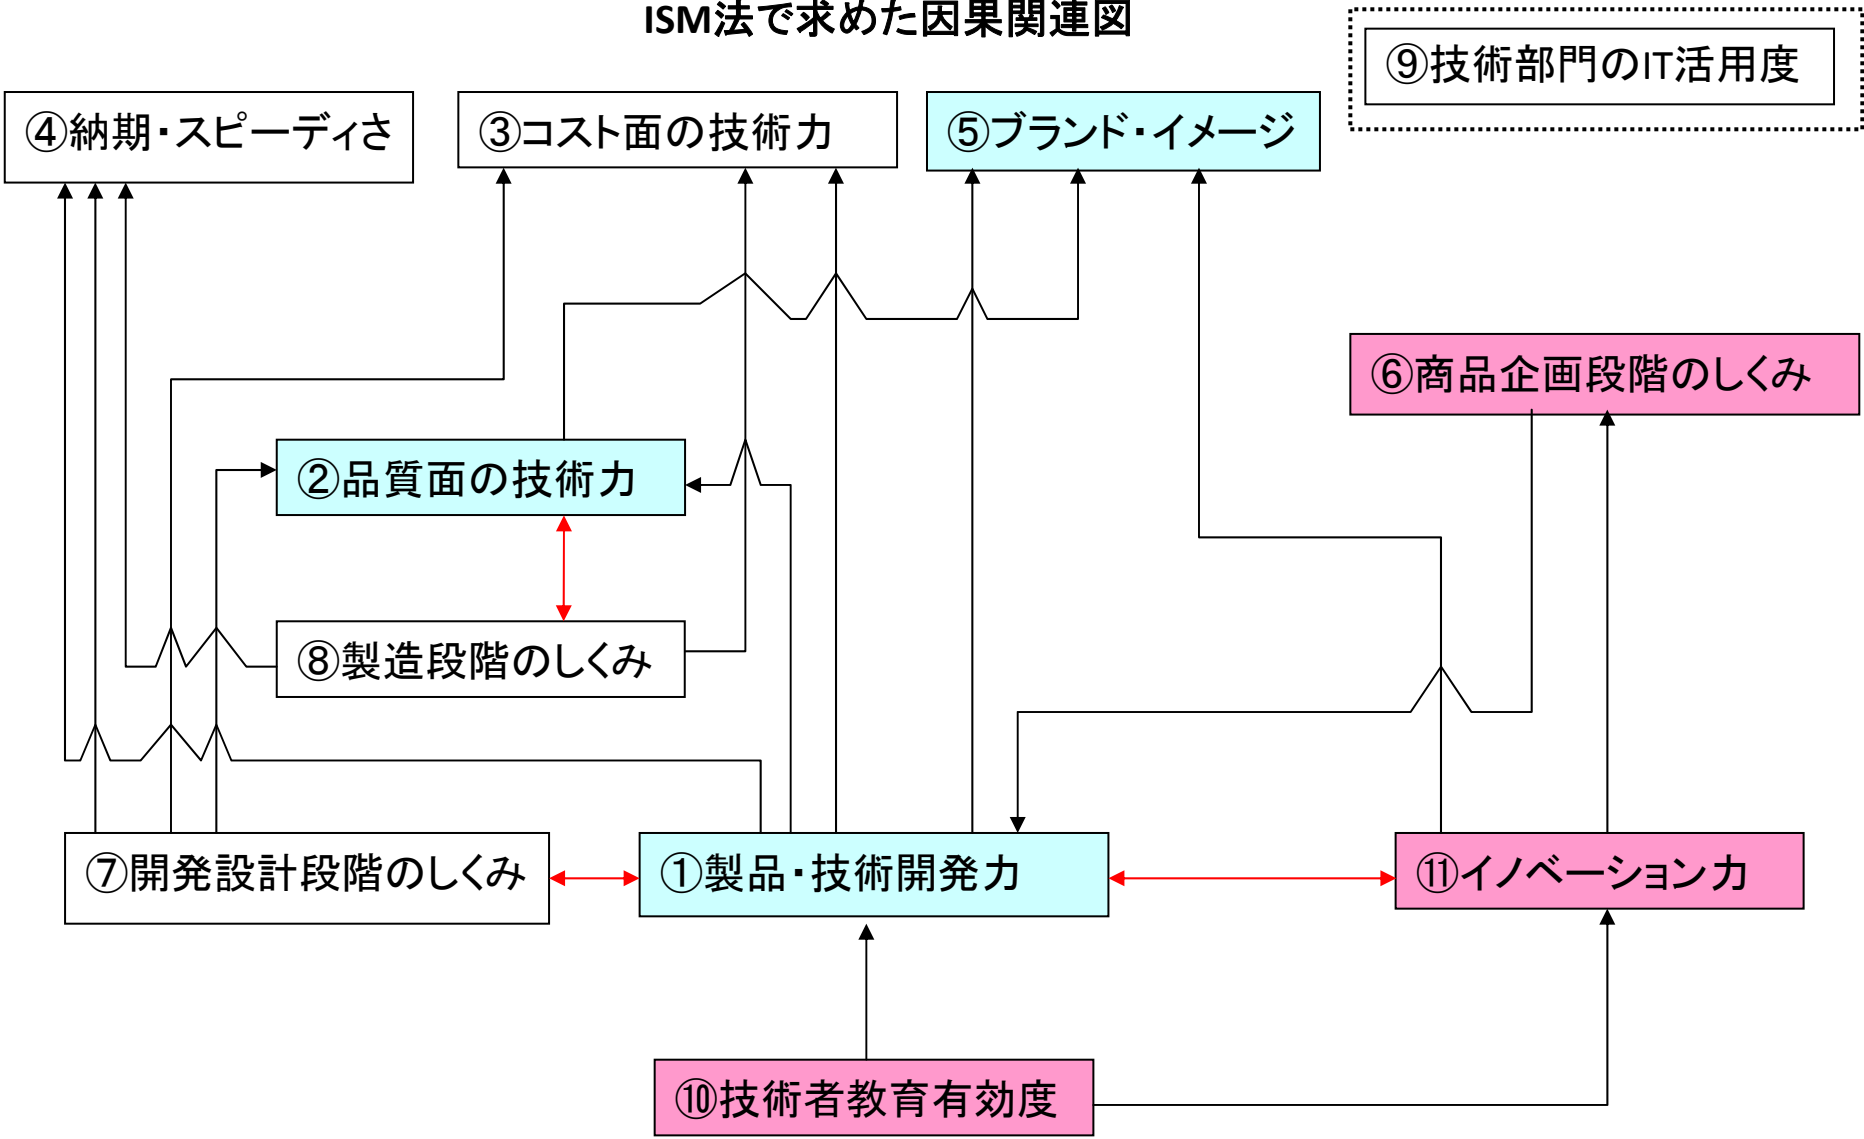 ISM法で求めた因果関連図
⑨技術部門のIT活用度
④納期・スピーディさ
③コスト面の技術力
⑤ブランド・イメージ
⑥商品企画段階のしくみ
②品質面の技術力
⑧製造段階のしくみ
⑦開発設計段階のしくみ
①製品・技術開発力
⑪イノベーション力
⑩技術者教育有効度